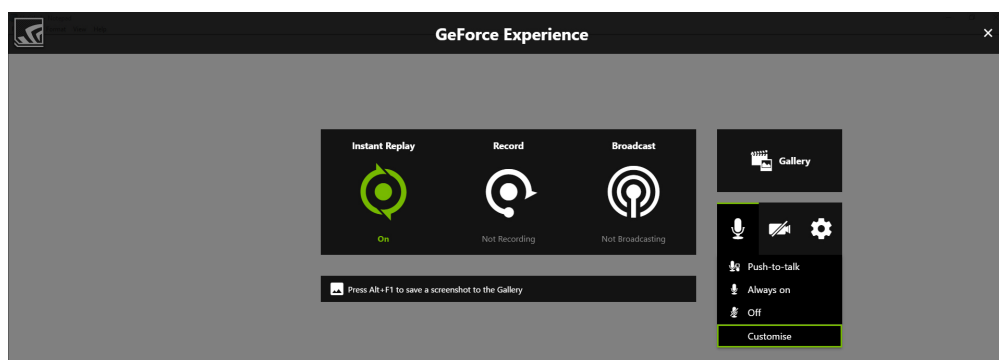 GeForce Experience
Instant Replay
Record
Broadcast
Gallery
On
Not Recording
Not Broadcasting
Push-to-talk
Always on
Press Alt+F1 to save a screenshot to the Gallery
Off
Customise